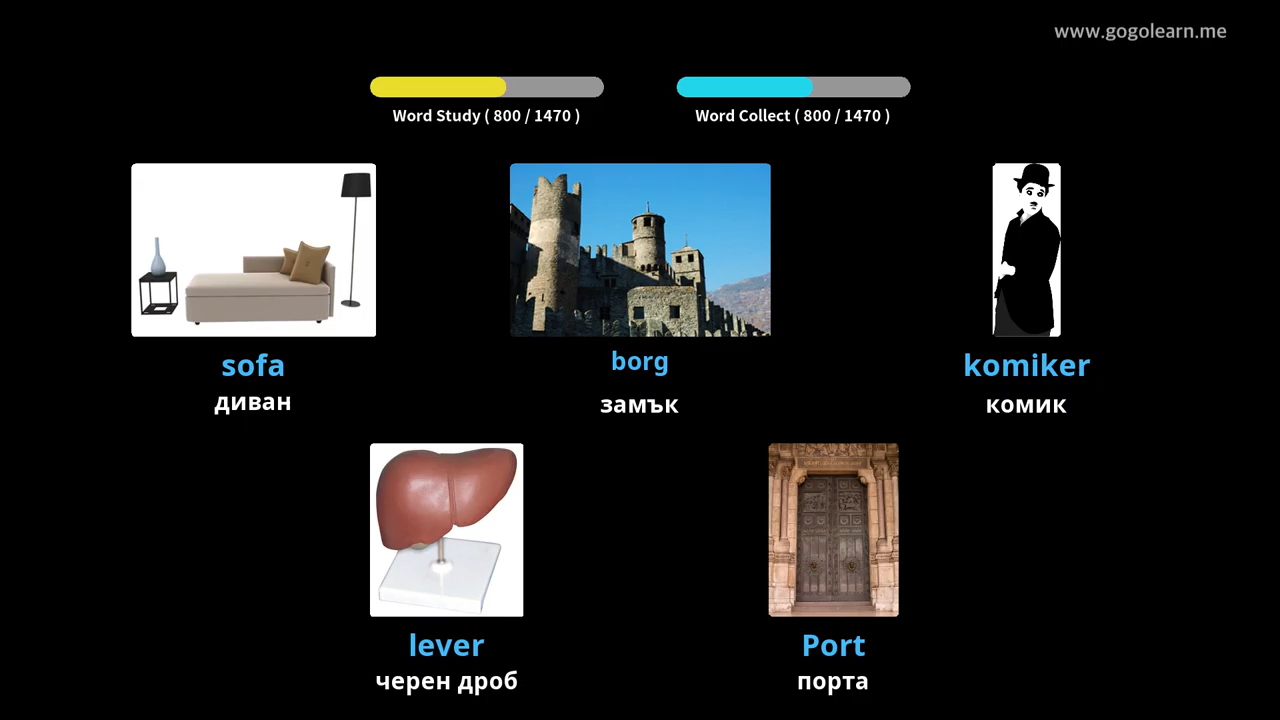 www.gogolearn.me
Word Study ( 800 / 1470 )
Word Collect ( 800 / 1470 )
sofa
диван
borg
замък
komiker
комик
lever
черен дроб
Port
порта